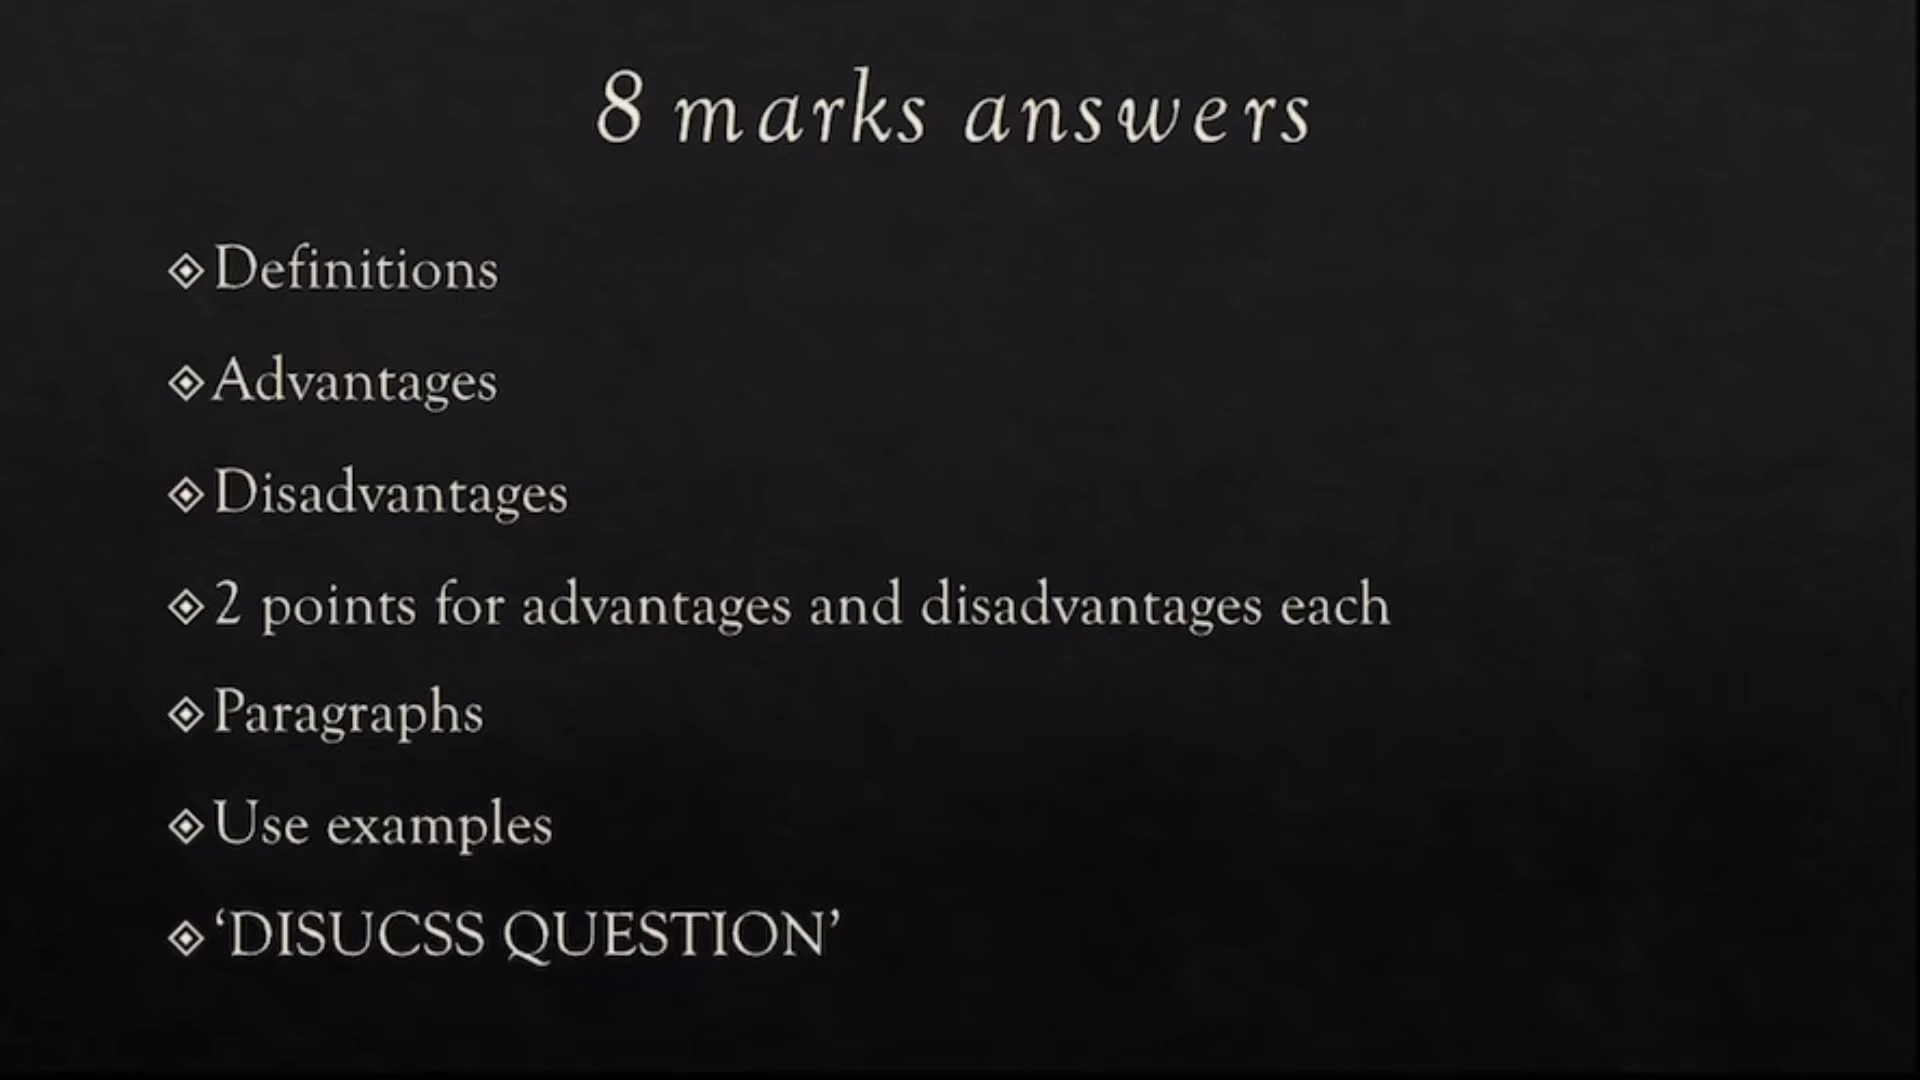 8 marks answers
Definitions
Advantages
Disadvantages
2 points for advantages and disadvantages each
Paragraphs
Use examples
‘DISUCSS QUESTION’